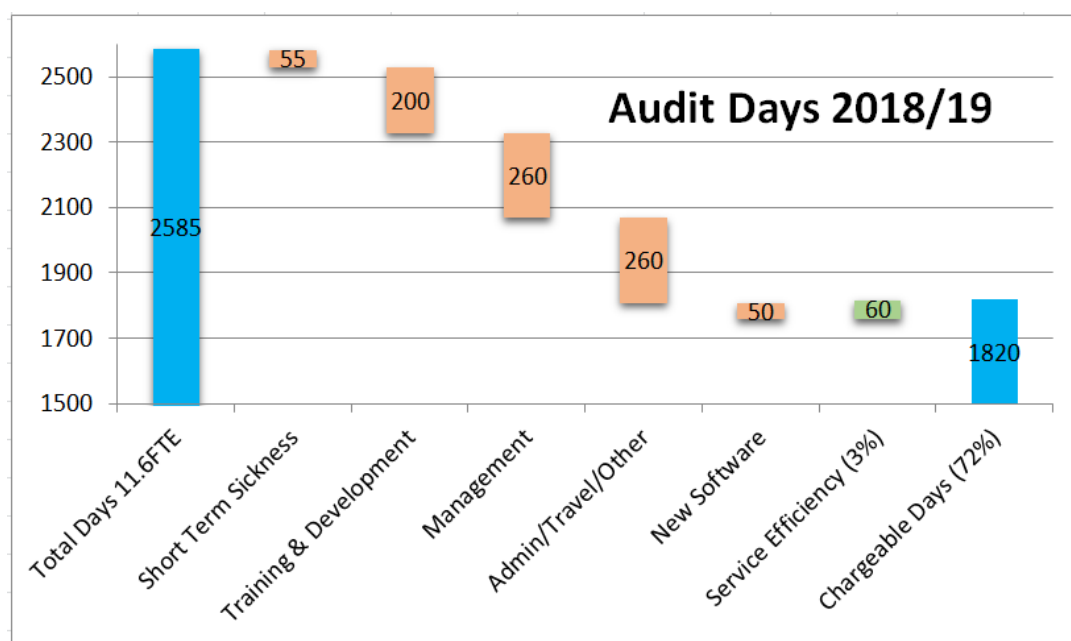 Audit Days 2018/19
2500
2300
2100
1900
1700
1500
2585
55
200
260
260
50
60
1820
Total Days 11.6FTE
Short Term Sickness
Training & Development
Management
Admin/Travel/Other
New Software
Service Efficiency (3%)
Chargeable Days (72%)